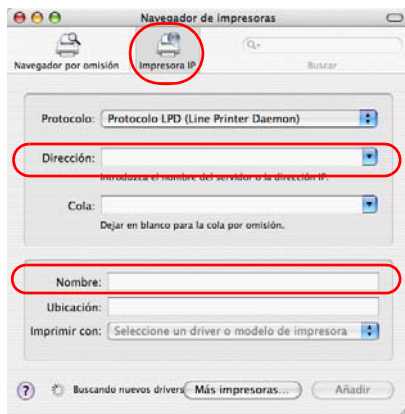 Navegador de impresoras
Navegador por omisión
Impresora IP
Buscar
Protocolo: Protocolo LPD (Line Printer Daemon)
Dirección:
Introduzca el nombre del servidor o la dirección IP.
Cola:
Dejar en blanco para la cola por omisión.
Nombre:
Ubicación:
Imprimir con: Seleccione un driver o modelo de impresora
? Buscando nuevos drivers Más impresoras... Añadir